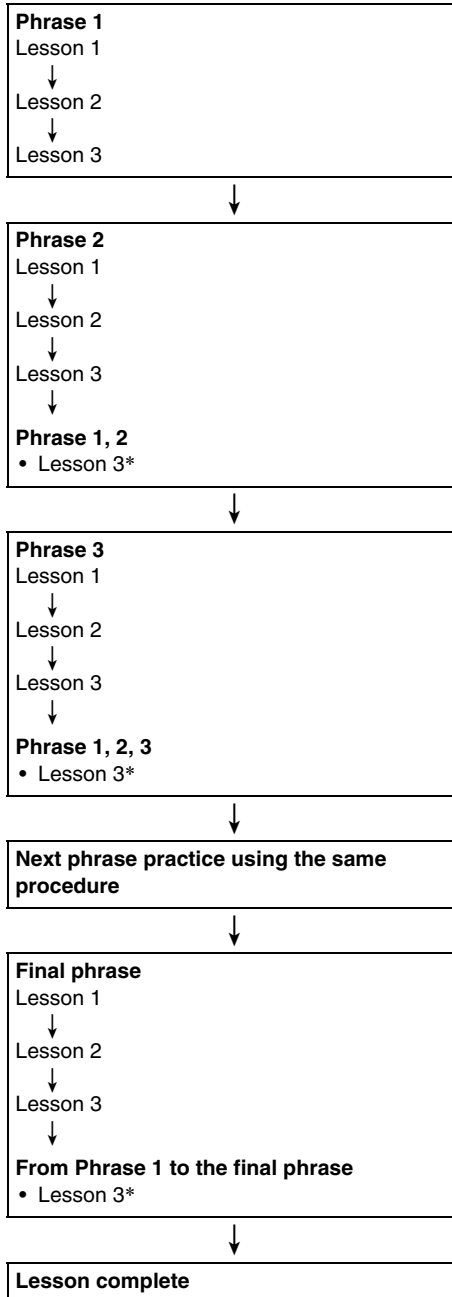 Phrase 1
Lesson 1
Lesson 2
Lesson 3
Phrase 2
Lesson 1
Lesson 2
Lesson 3
Phrase 1, 2
• Lesson 3*
Phrase 3
Lesson 1
Lesson 2
Lesson 3
Phrase 1, 2, 3
• Lesson 3*
Next phrase practice using the same
procedure
Final phrase
Lesson 1
Lesson 2
Lesson 3
From Phrase 1 to the final phrase
• Lesson 3*
Lesson complete